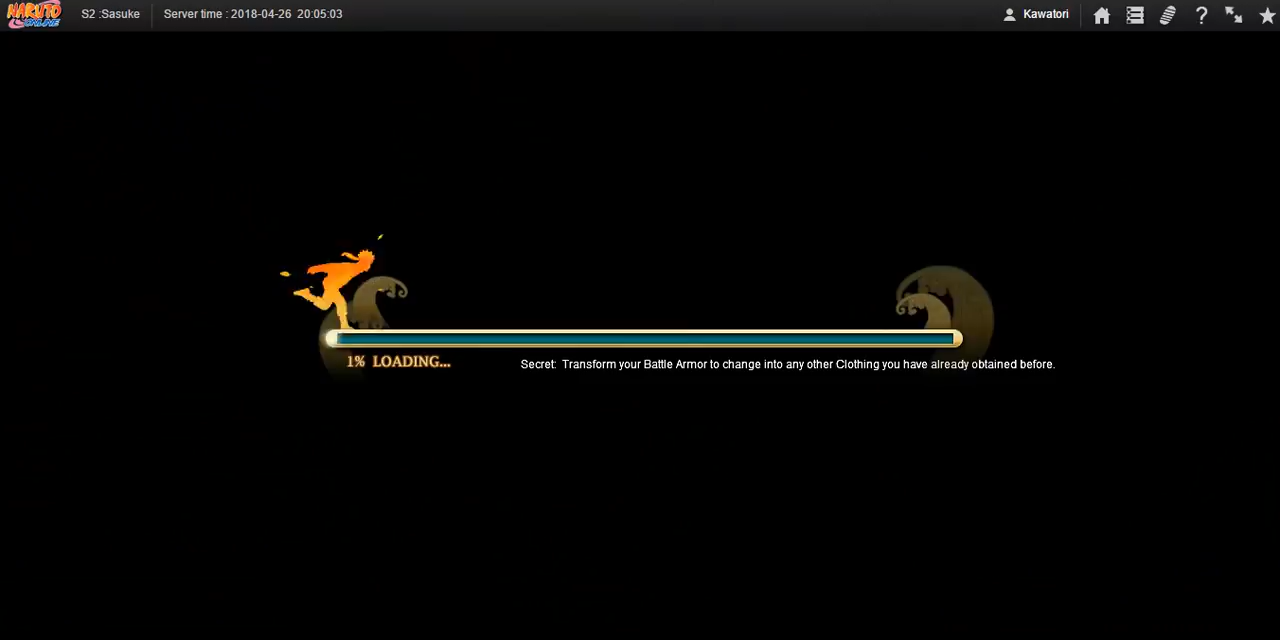 NARUTO
ONLINE
S2 :Sasuke
Server time : 2018-04-26 20:05:03
Kawatori
?
1% LOADING...
Secret: Transform your Battle Armor to change into any other Clothing you have already obtained before.